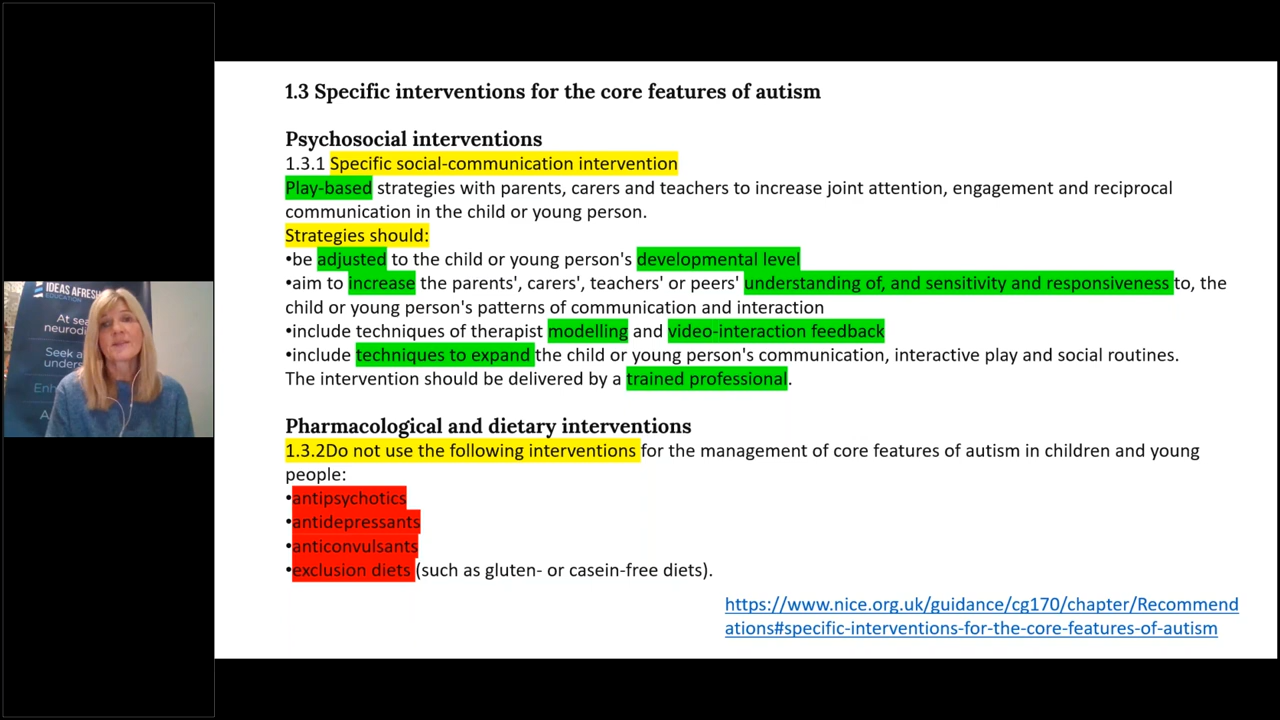 1.3 Specific interventions for the core features of autism
Psychosocial interventions
1.3.1 Specific social-communication intervention
Play-based strategies with parents, carers and teachers to increase joint attention, engagement and reciprocal
communication in the child or young person.
Strategies should:
•be adjusted to the child or young person's developmental level
•aim to increase the parents', carers', teachers' or peers' understanding of, and sensitivity and responsiveness to, the
child or young person's patterns of communication and interaction
•include techniques of therapist modelling and video-interaction feedback
•include techniques to expand the child or young person's communication, interactive play and social routines.
The intervention should be delivered by a trained professional.
Pharmacological and dietary interventions
1.3.2Do not use the following interventions for the management of core features of autism in children and young
people:
•antipsychotics
•antidepressants
•anticonvulsants
•exclusion diets (such as gluten- or casein-free diets).
https://www.nice.org.uk/guidance/cg170/chapter/Recommend
ations#specific-interventions-for-the-core-features-of-autism
IDEAS AFRESH
EDUCATION
At
Seek a